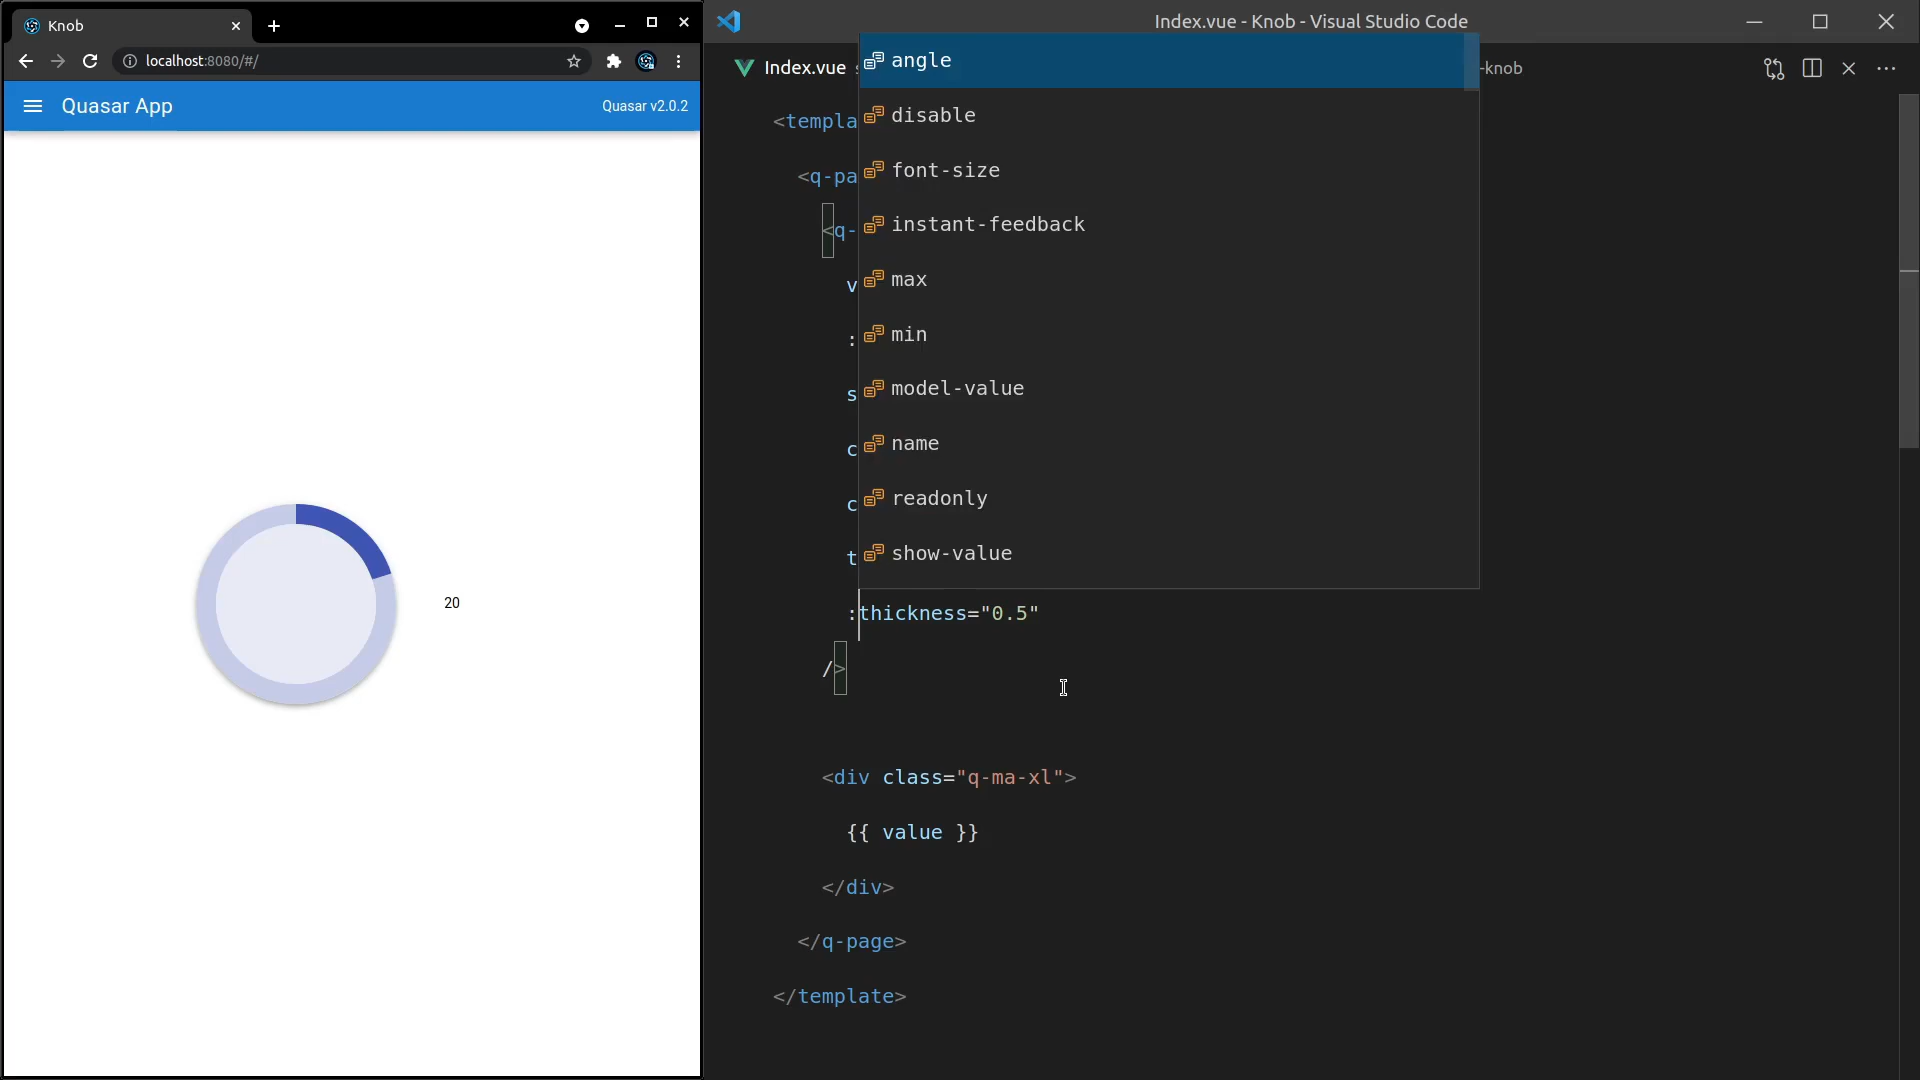 Knob
localhost:8080/#/
Quasar App
Quasar v2.0.2
20
Index.vue - Knob - Visual Studio Code
Index.vue
-knob
<templa
<q-pa
<q-
v
:
s
c
c
t
angle
disable
font-size
instant-feedback
max
min
model-value
name
readonly
show-value
:thickness="0.5"
/>
<div class="q-ma-xl">
{{ value }}
</div>
</q-page>
</template>